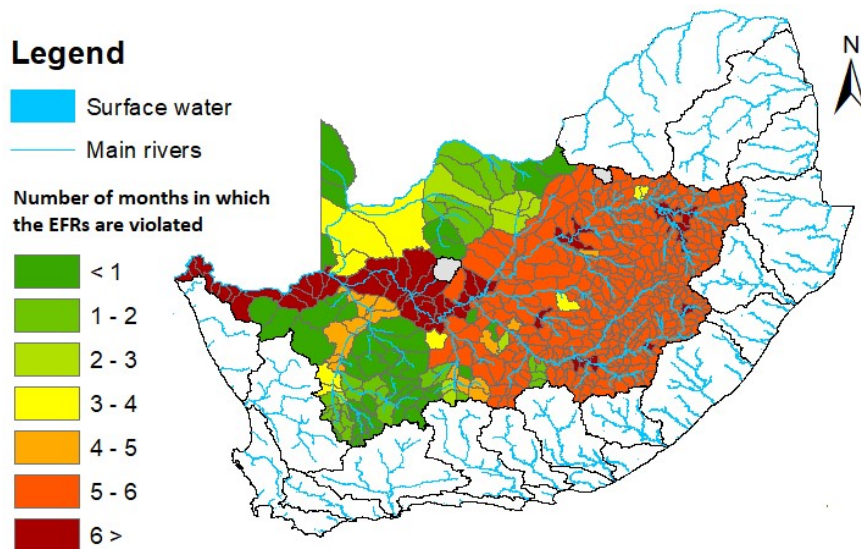 Legend
N
Surface water
Main rivers
Number of months in which
the EFRs are violated
< 1
1 - 2
2 - 3
3 - 4
4 - 5
5 - 6
6 >